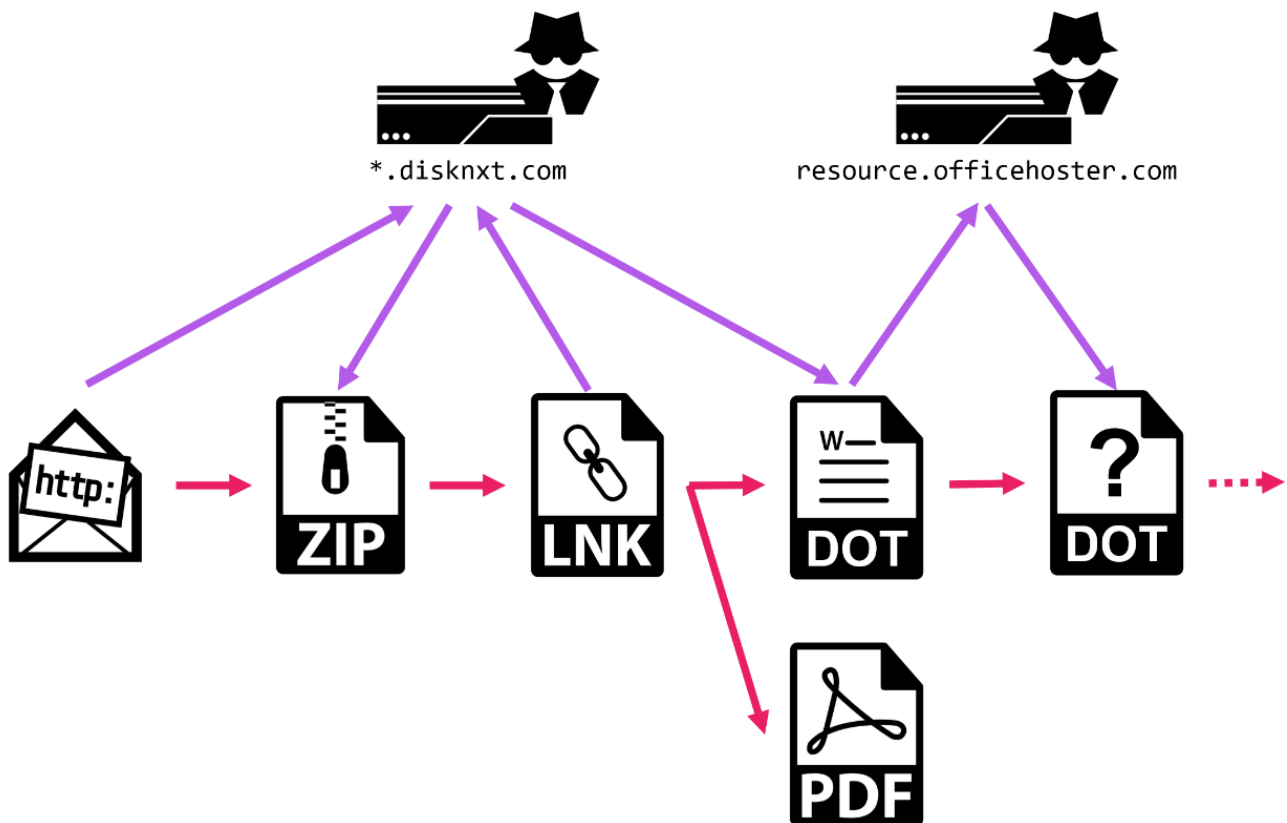 *.disknxt.com
resource.officehoster.com
http:
ZIP
LNK
W
DOT
?
DOT
PDF